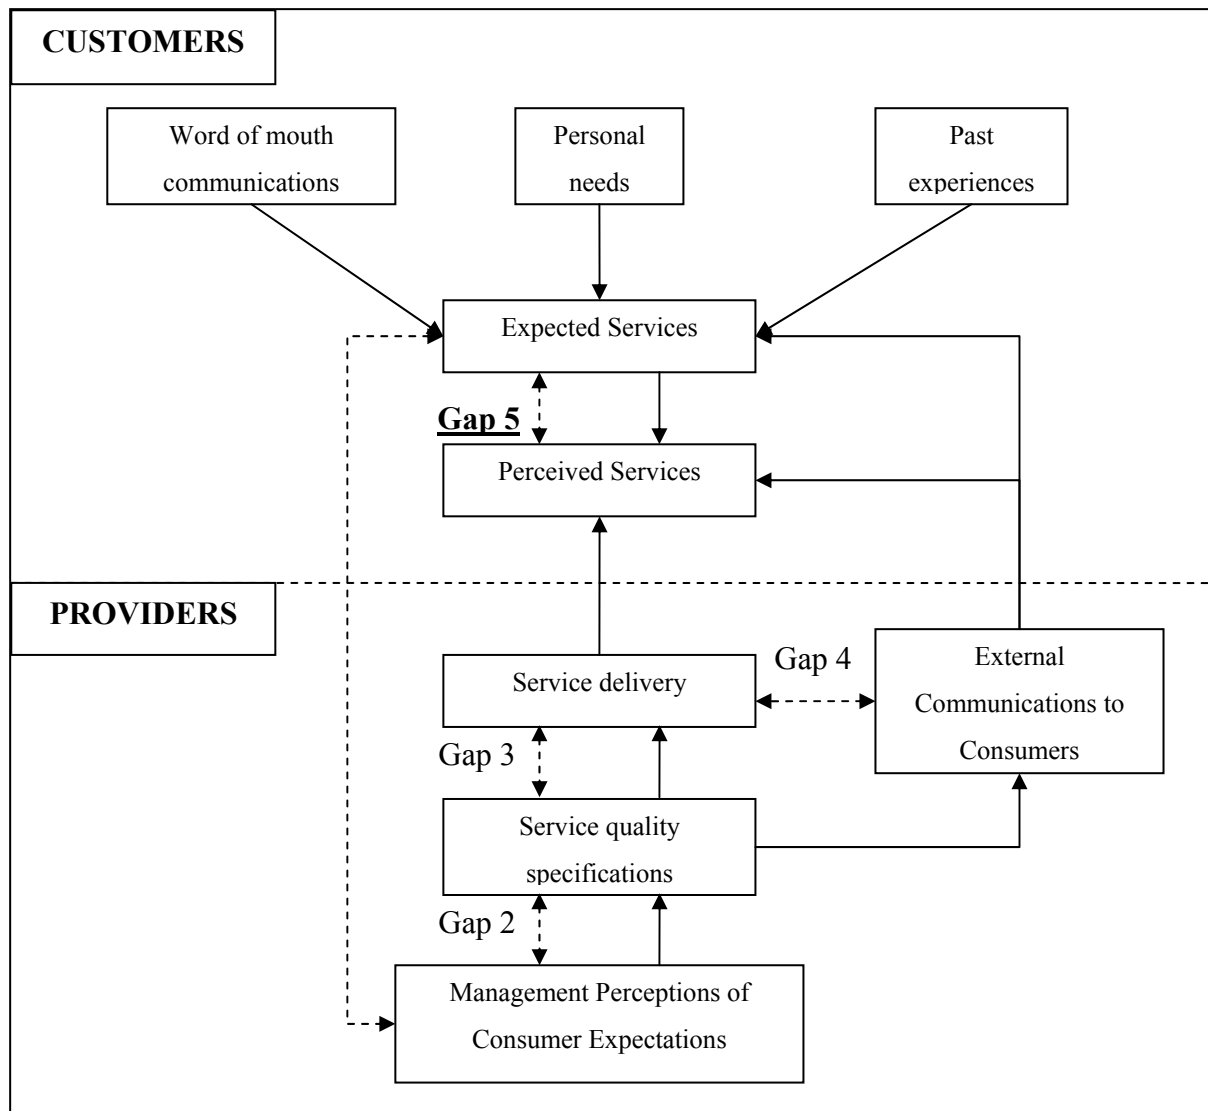 CUSTOMERS
Word of mouth
communications
Personal
needs
Past
experiences
Expected Services
Gap 5
Perceived Services
PROVIDERS
Service delivery
Gap 4
External
Communications to
Consumers
Gap 3
Service quality
specifications
Gap 2
Management Perceptions of
Consumer Expectations